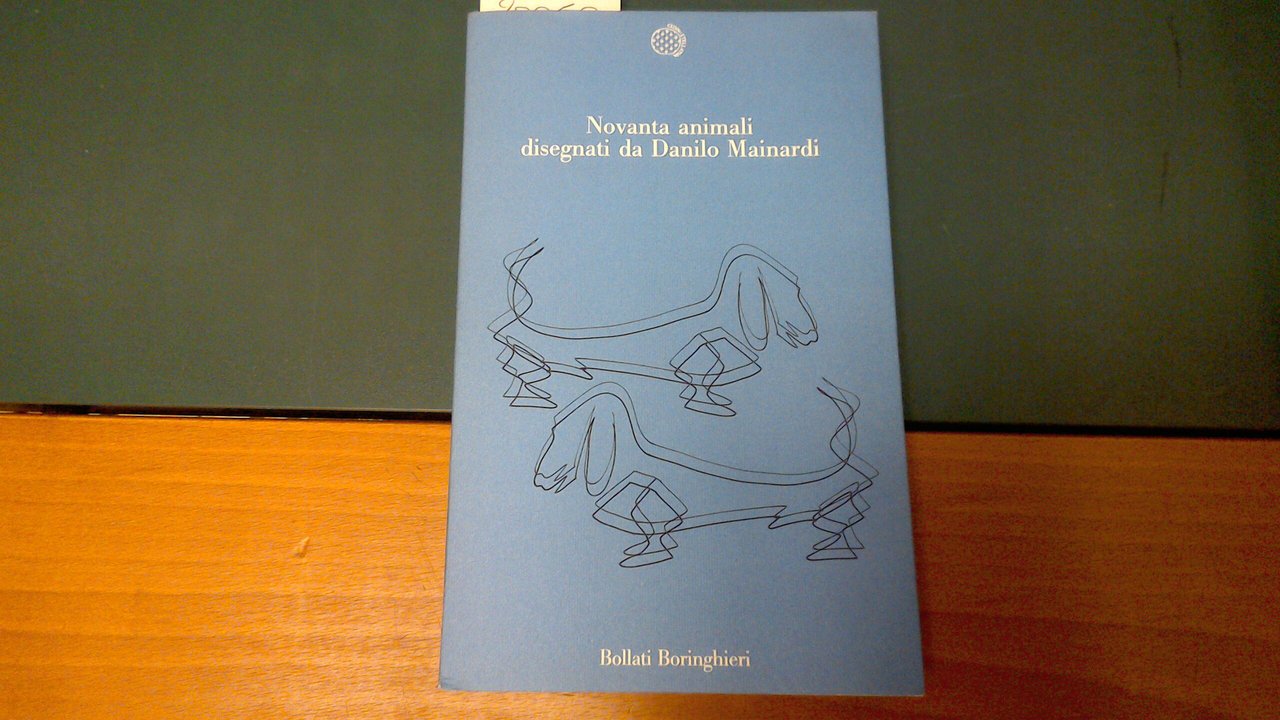 Novanta animali
disegnati da Danilo Mainardi
Bollati Boringhieri